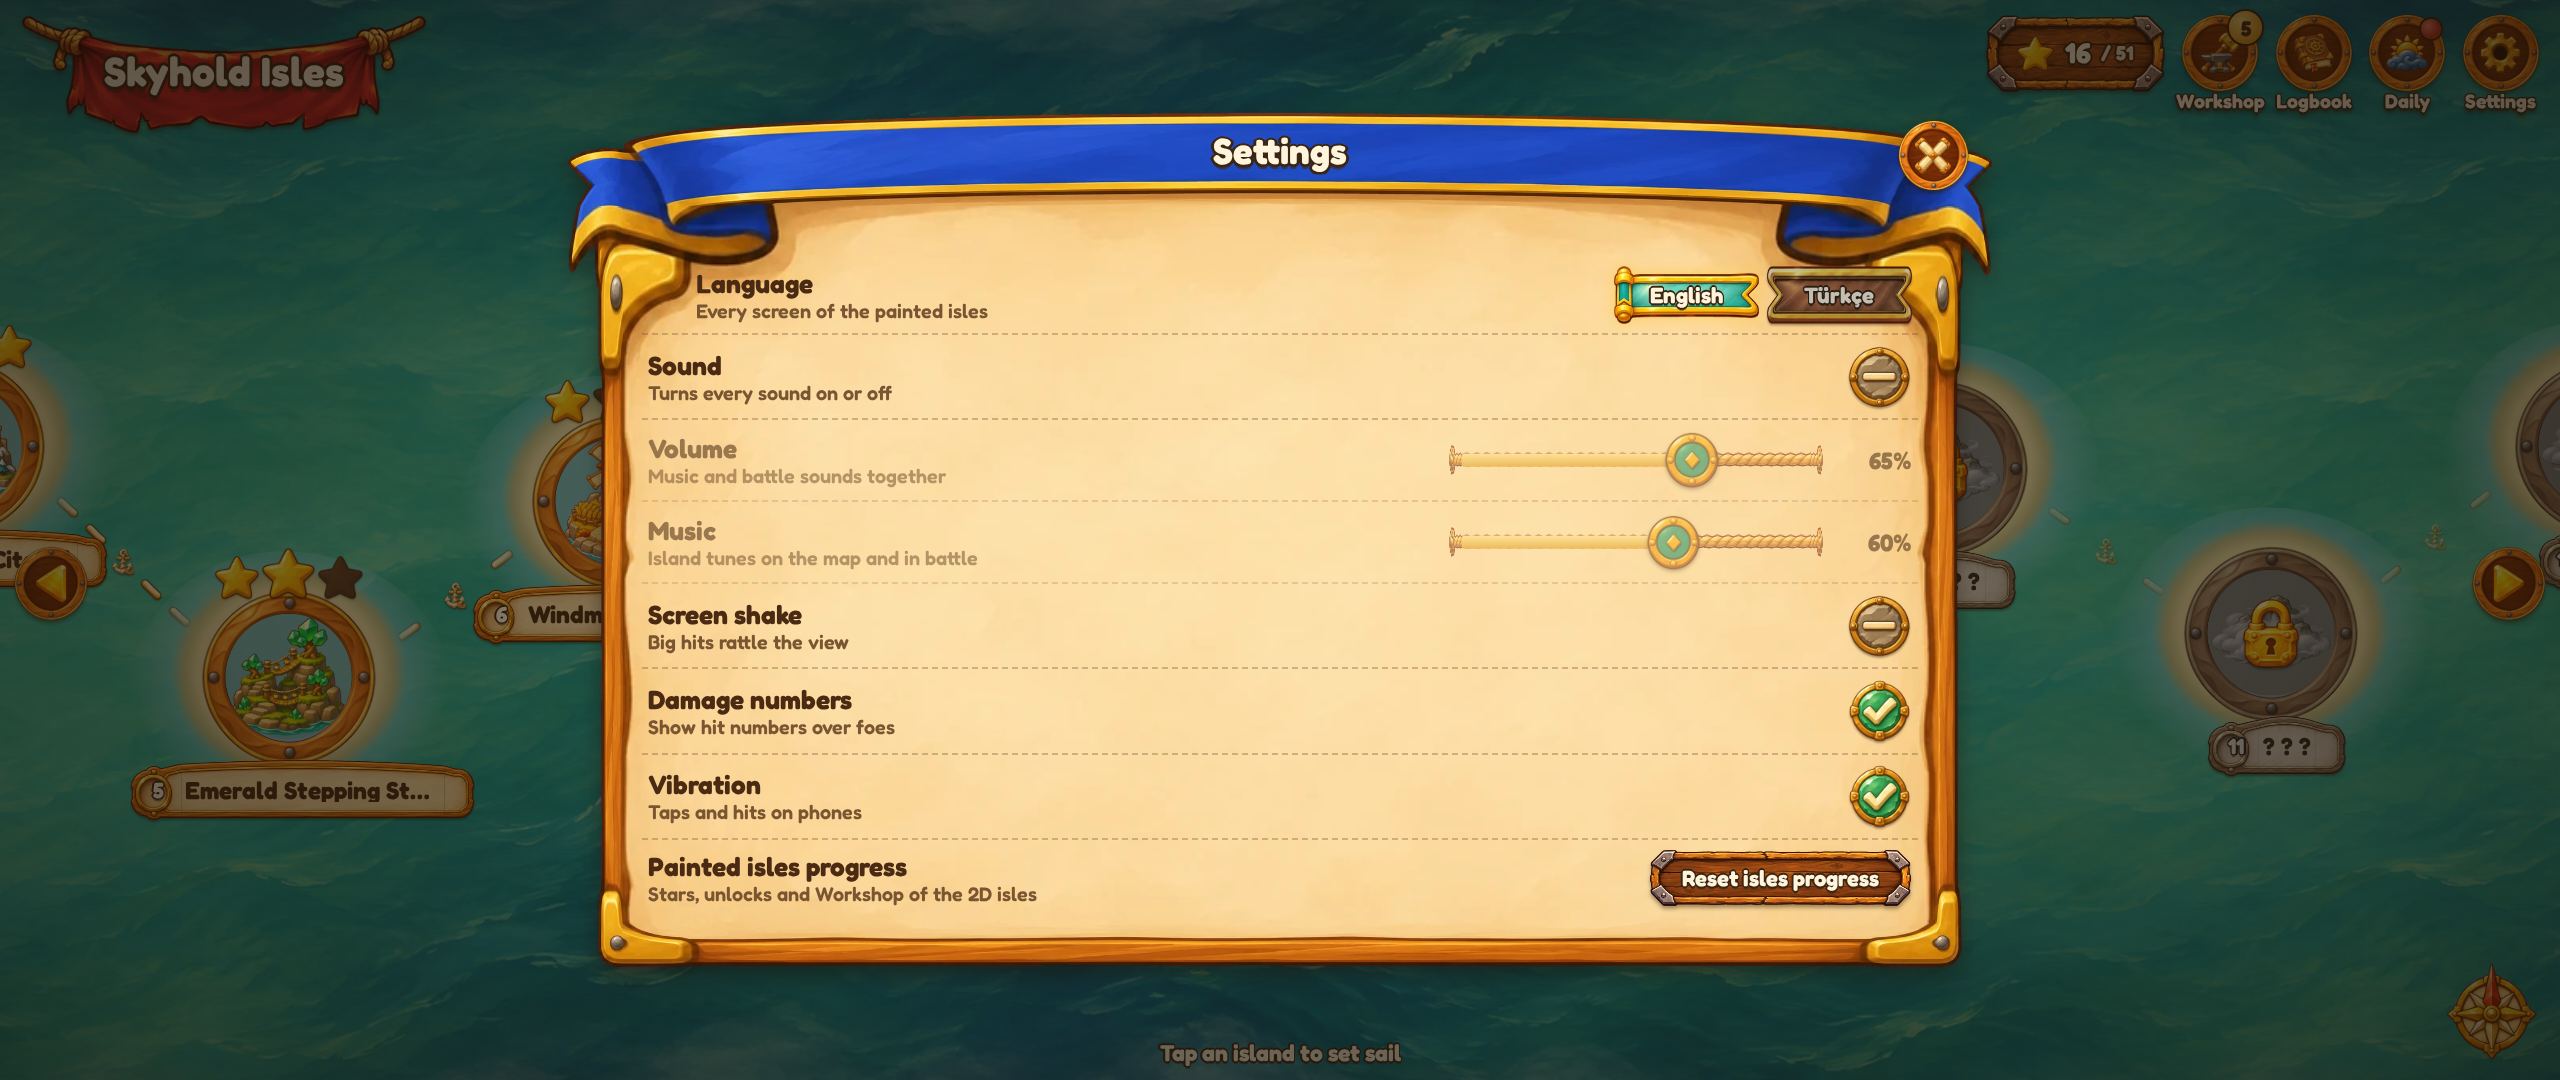 Skyhold Isles
16 / 51
5
Workshop
Logbook
Daily
Settings
Settings
Language
Every screen of the painted isles
English
Türkçe
Sound
Turns every sound on or off
Volume
Music and battle sounds together
65%
Music
Island tunes on the map and in battle
60%
Screen shake
Big hits rattle the view
Damage numbers
Show hit numbers over foes
Vibration
Taps and hits on phones
Painted isles progress
Stars, unlocks and Workshop of the 2D isles
Reset isles progress
Cit
6 Windm
5 Emerald Stepping St...
? ?
11 ? ? ?
Tap an island to set sail